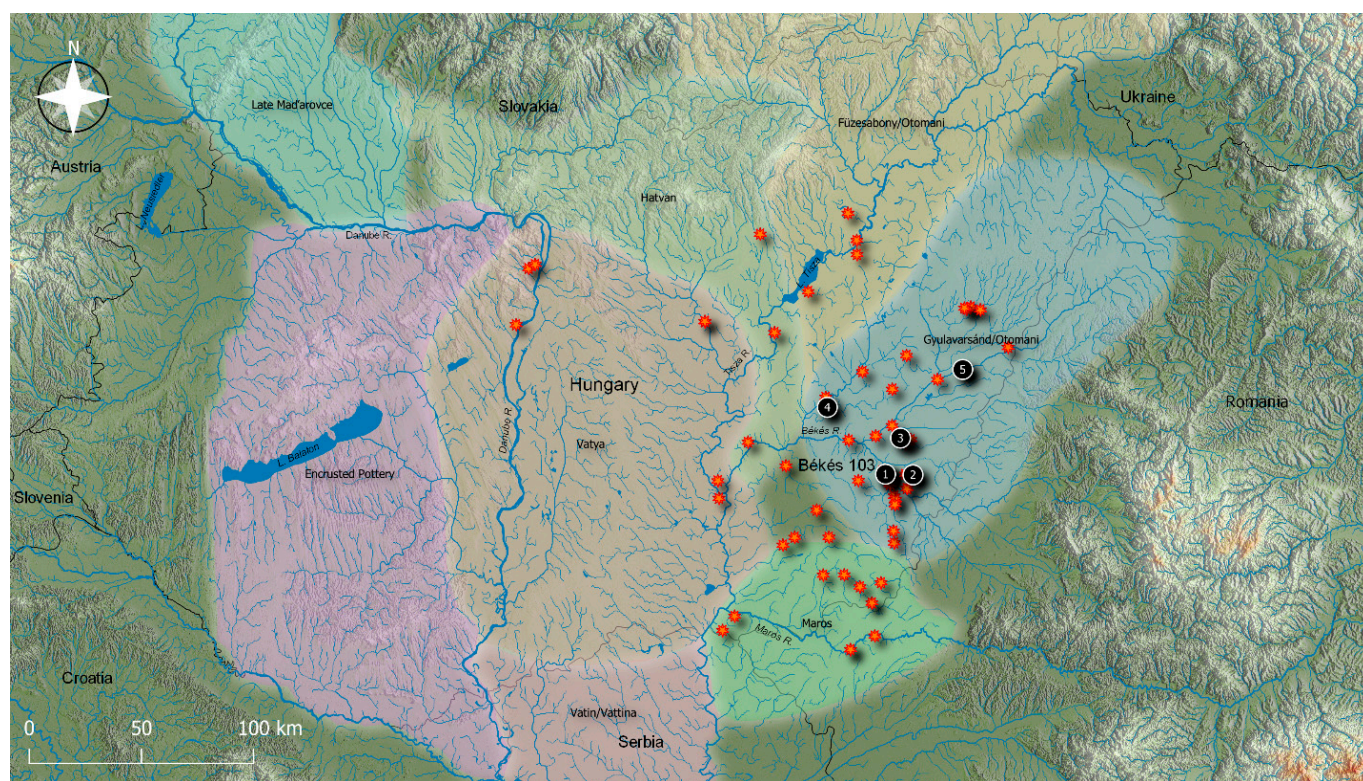 N
Late Maďarovce
Slovakia
Ukraine
Füzesabony/Otomani
Austria
L. Neusiedler
Hatvan
Danube R.
L. Tisza
Gyulavarsánd/Otomani
Tisza R.
5
Hungary
Romania
4
Danube R.
Békés R.
3
Vatya
L. Balaton
Békés 103
1
2
Encrusted Pottery
Slovenia
Maros
Maros R.
Croatia
Vatin/Vattina
0
50
100 km
Serbia